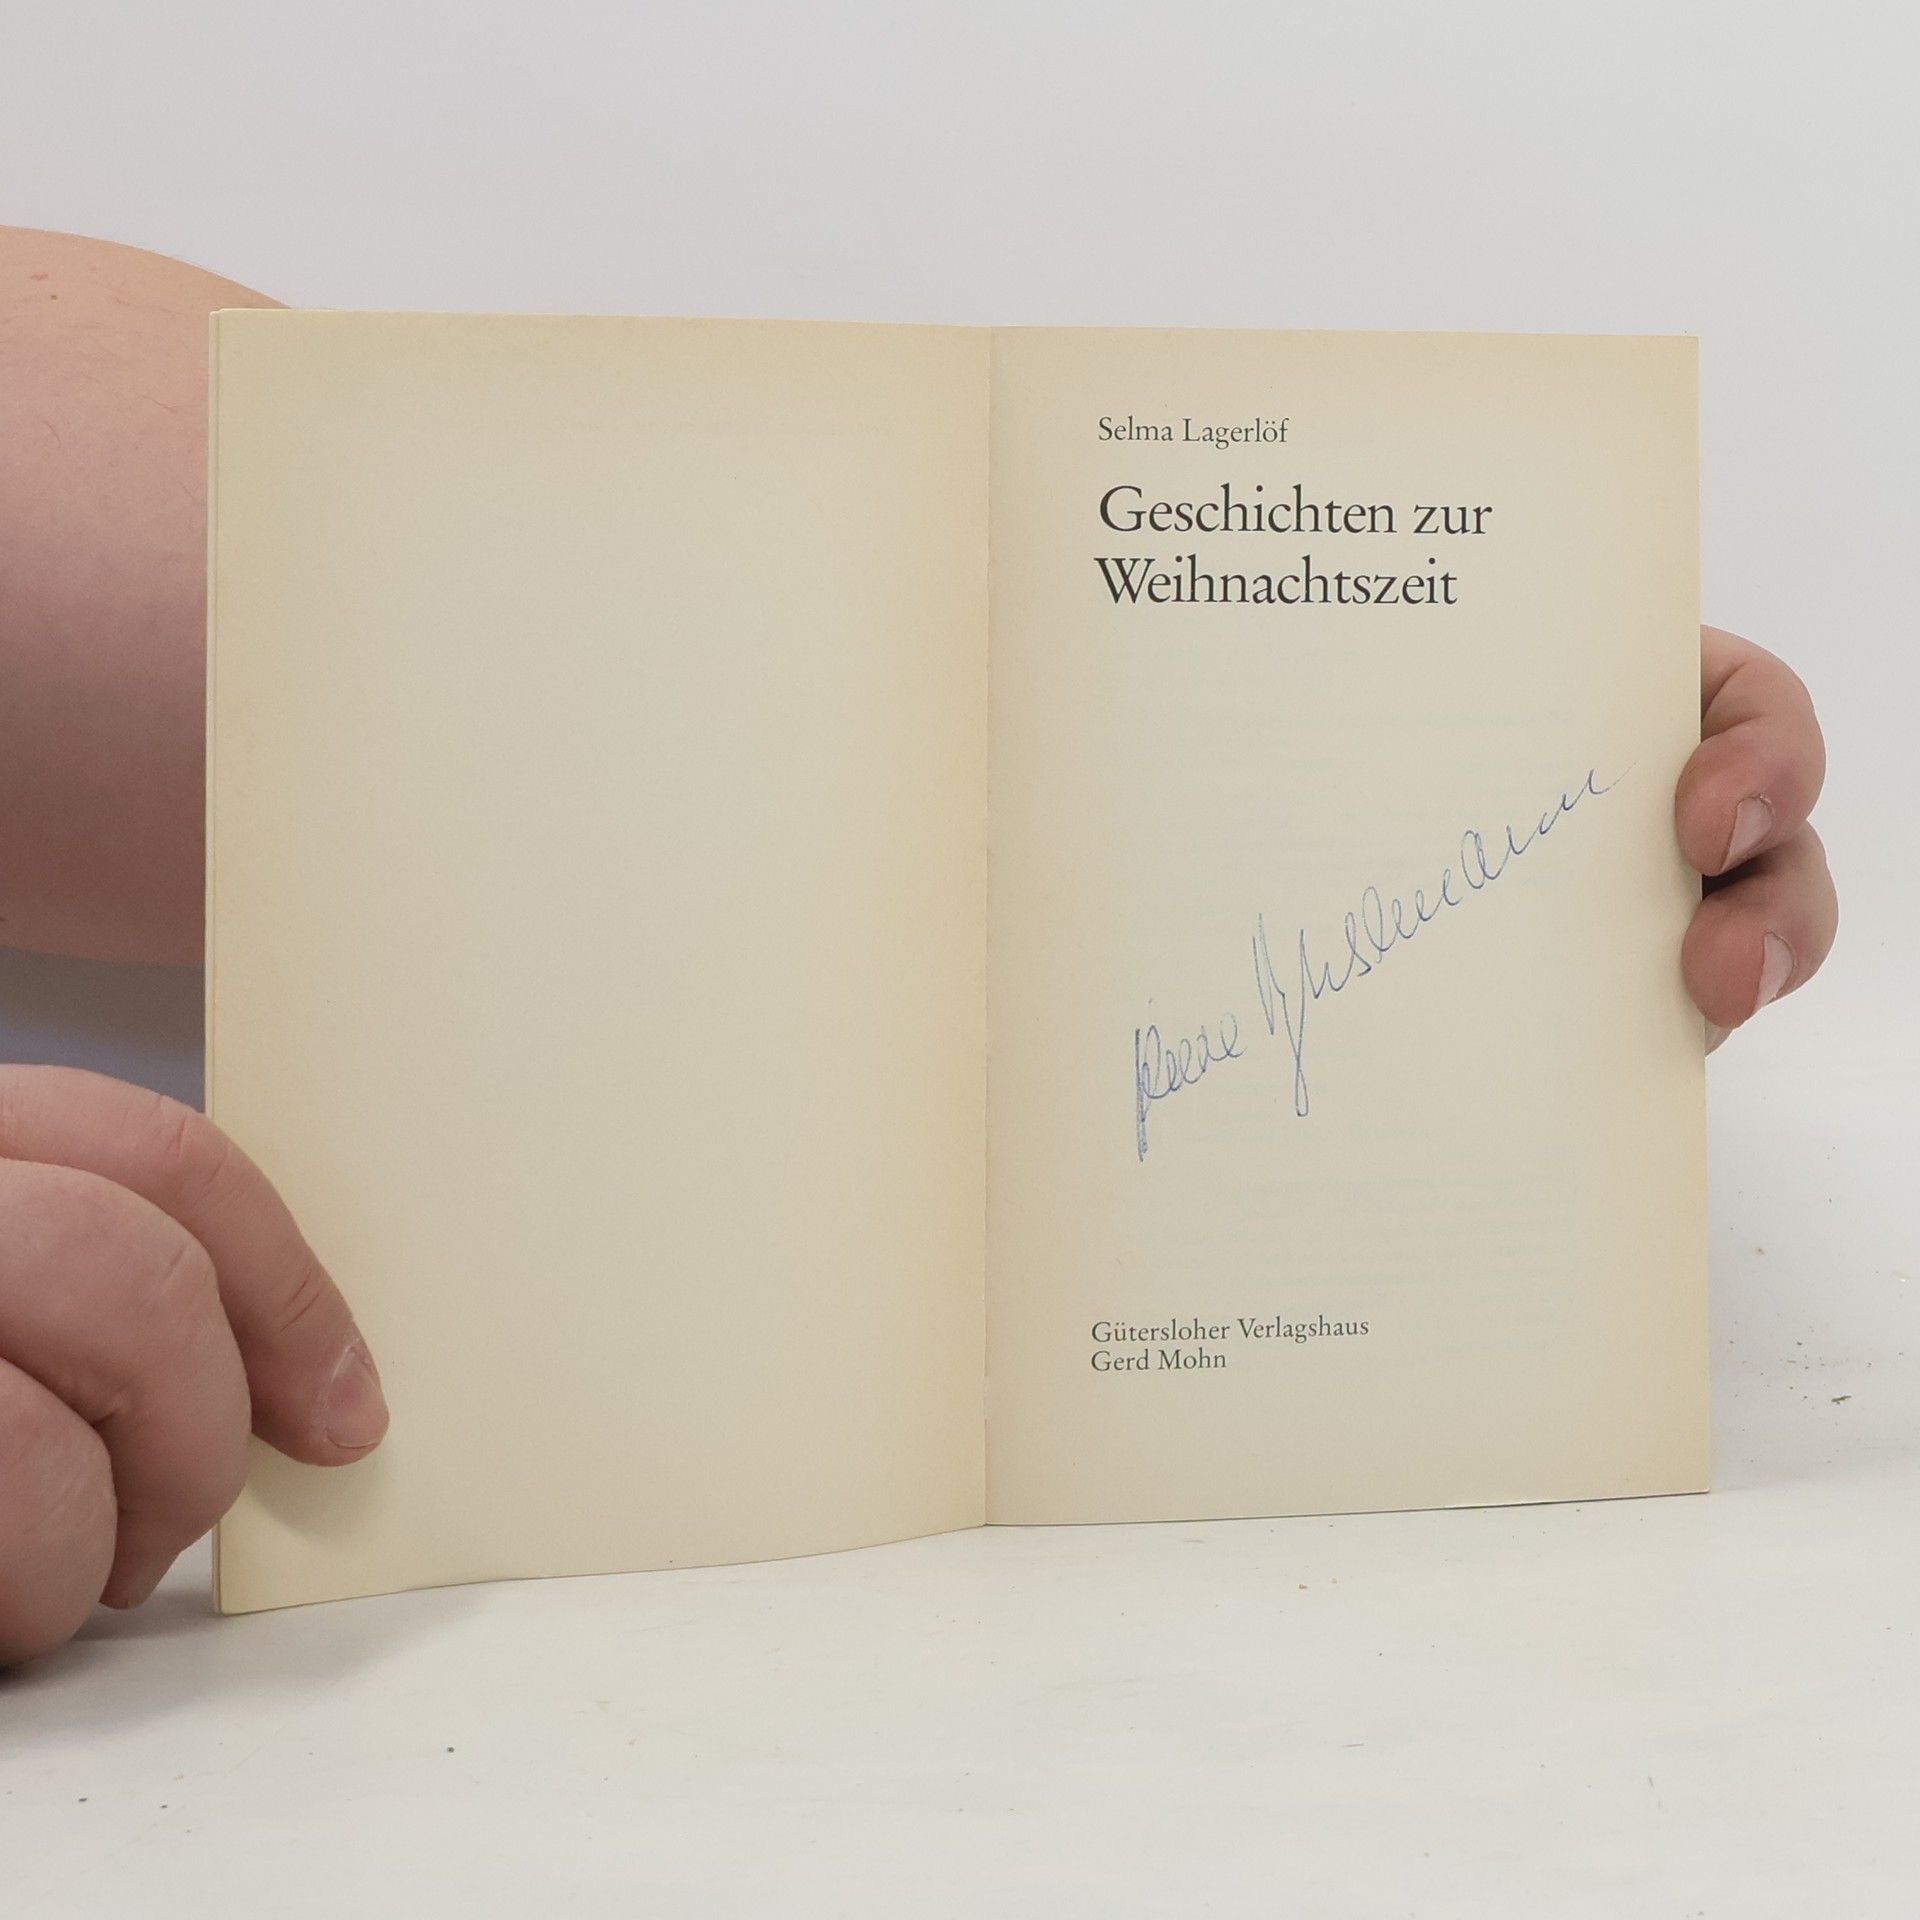 Selma Lagerlöf
Geschichten zur
Weihnachtszeit
Gütersloher Verlagshaus
Gerd Mohn